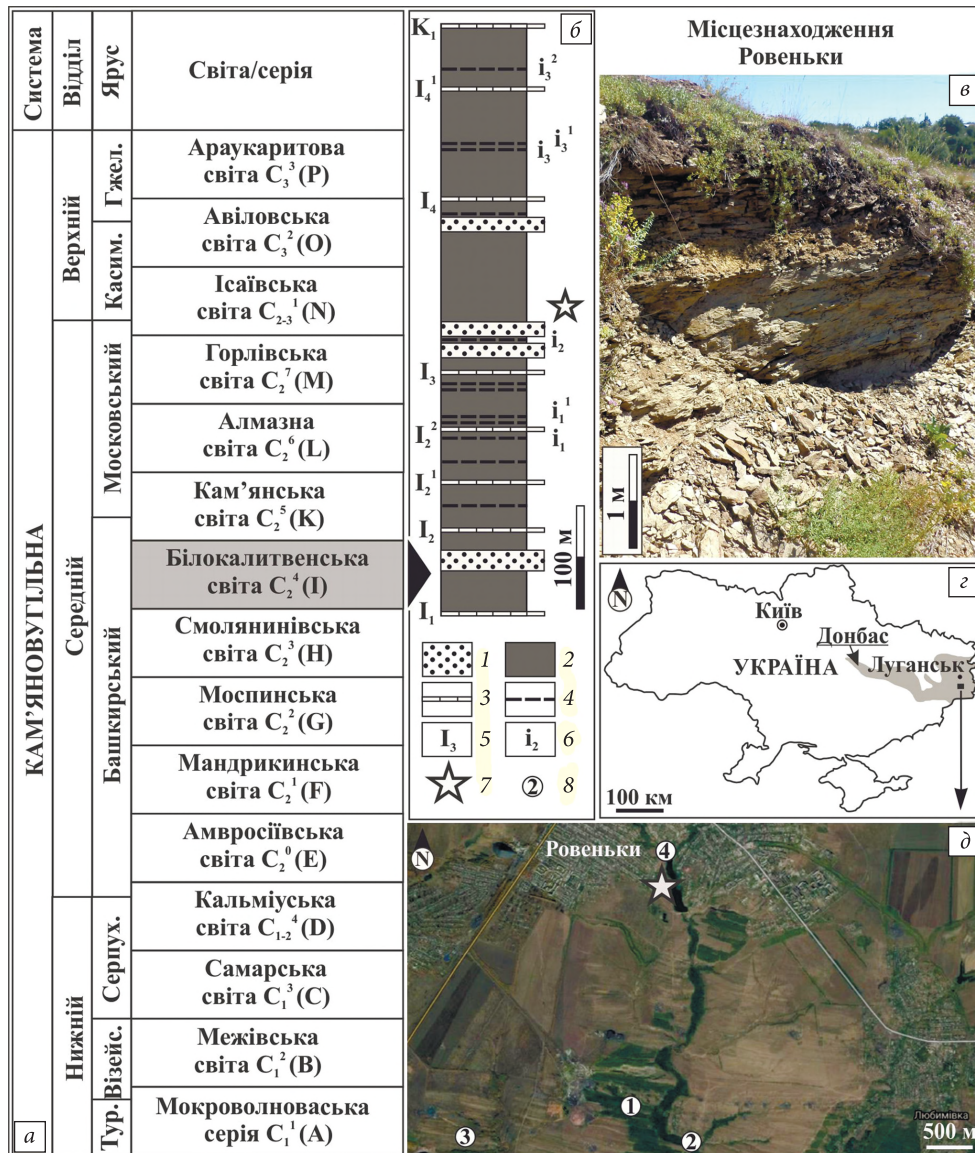 Система
Відділ
Ярус
Світа/серія
КАМ’ЯНОВУГІЛЬНА
Верхній
Середній
Нижній
Гжел.
Касим.
Московський
Башкирський
Серпух.
Візейс.
Тур.
Араукаритова
світа C₃³ (P)
Авіловська
світа C₃² (O)
Ісаївська
світа C₂₋₃¹ (N)
Горлівська
світа C₂⁷ (M)
Алмазна
світа C₂⁶ (L)
Кам’янська
світа C₂⁵ (K)
Білокалитвенська
світа C₂⁴ (I)
Смолянинівська
світа C₂³ (H)
Моспинська
світа C₂² (G)
Мандрикинська
світа C₂¹ (F)
Амвросіївська
світа C₂⁰ (E)
Кальміуська
світа C₁₋₂⁴ (D)
Самарська
світа C₁³ (C)
Межівська
світа C₁² (B)
Мокроволноваська
серія C₁¹ (A)
а
б
K₁
i₃²
I₄¹
i₃¹
i₃
I₄
i₂
I₃
i₁¹
I₂²
i₁
I₂¹
I₂
I₁
100 м
1
2
3
4
I₃ 5
i₂ 6
7
② 8
Місцезнаходження
Ровеньки
в
1 м
г
N
Київ
Донбас
УКРАЇНА
Луганськ
100 км
д
N
Ровеньки
4
1
2
3
Любимівка
500 м